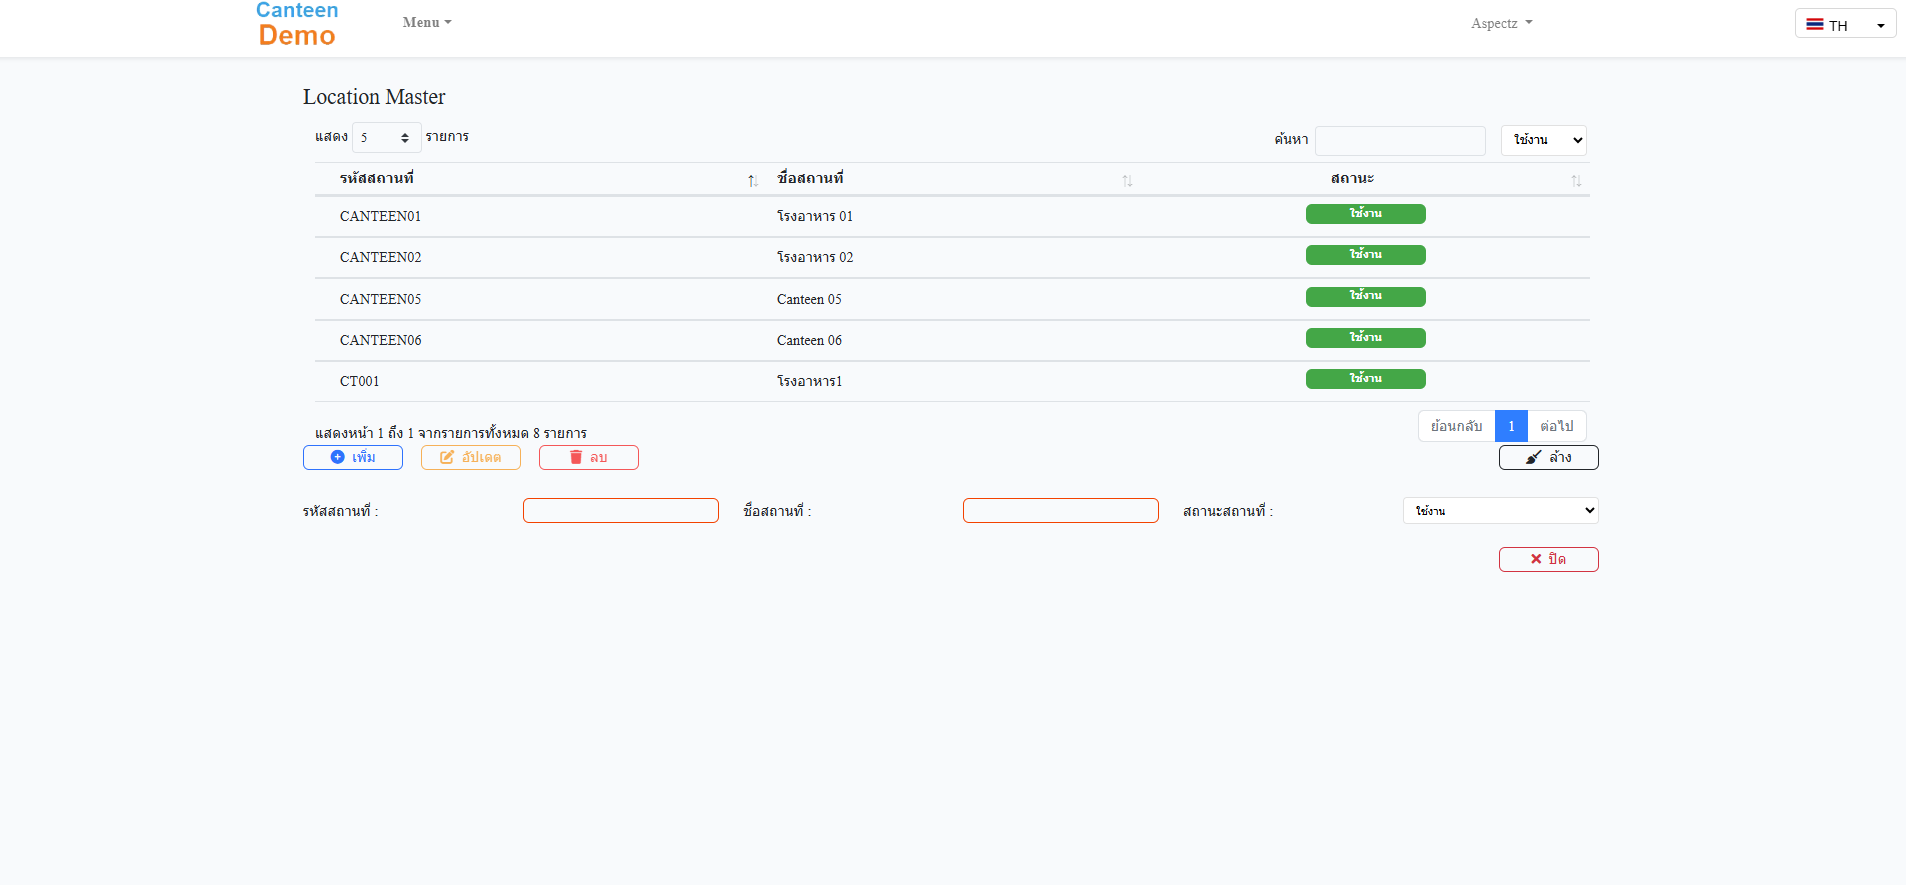 Canteen
Demo
Menu
Aspectz
TH
Location Master
แสดง 5 รายการ
ค้นหา
ใช้งาน
รหัสสถานที่ ชื่อสถานที่ สถานะ
CANTEEN01 โรงอาหาร 01 ใช้งาน
CANTEEN02 โรงอาหาร 02 ใช้งาน
CANTEEN05 Canteen 05 ใช้งาน
CANTEEN06 Canteen 06 ใช้งาน
CT001 โรงอาหาร1 ใช้งาน
แสดงหน้า 1 ถึง 1 จากรายการทั้งหมด 8 รายการ
ย้อนกลับ 1 ต่อไป
เพิ่ม อัปเดต ลบ ล้าง
รหัสสถานที่ : ชื่อสถานที่ : สถานะสถานที่ : ใช้งาน
ปิด